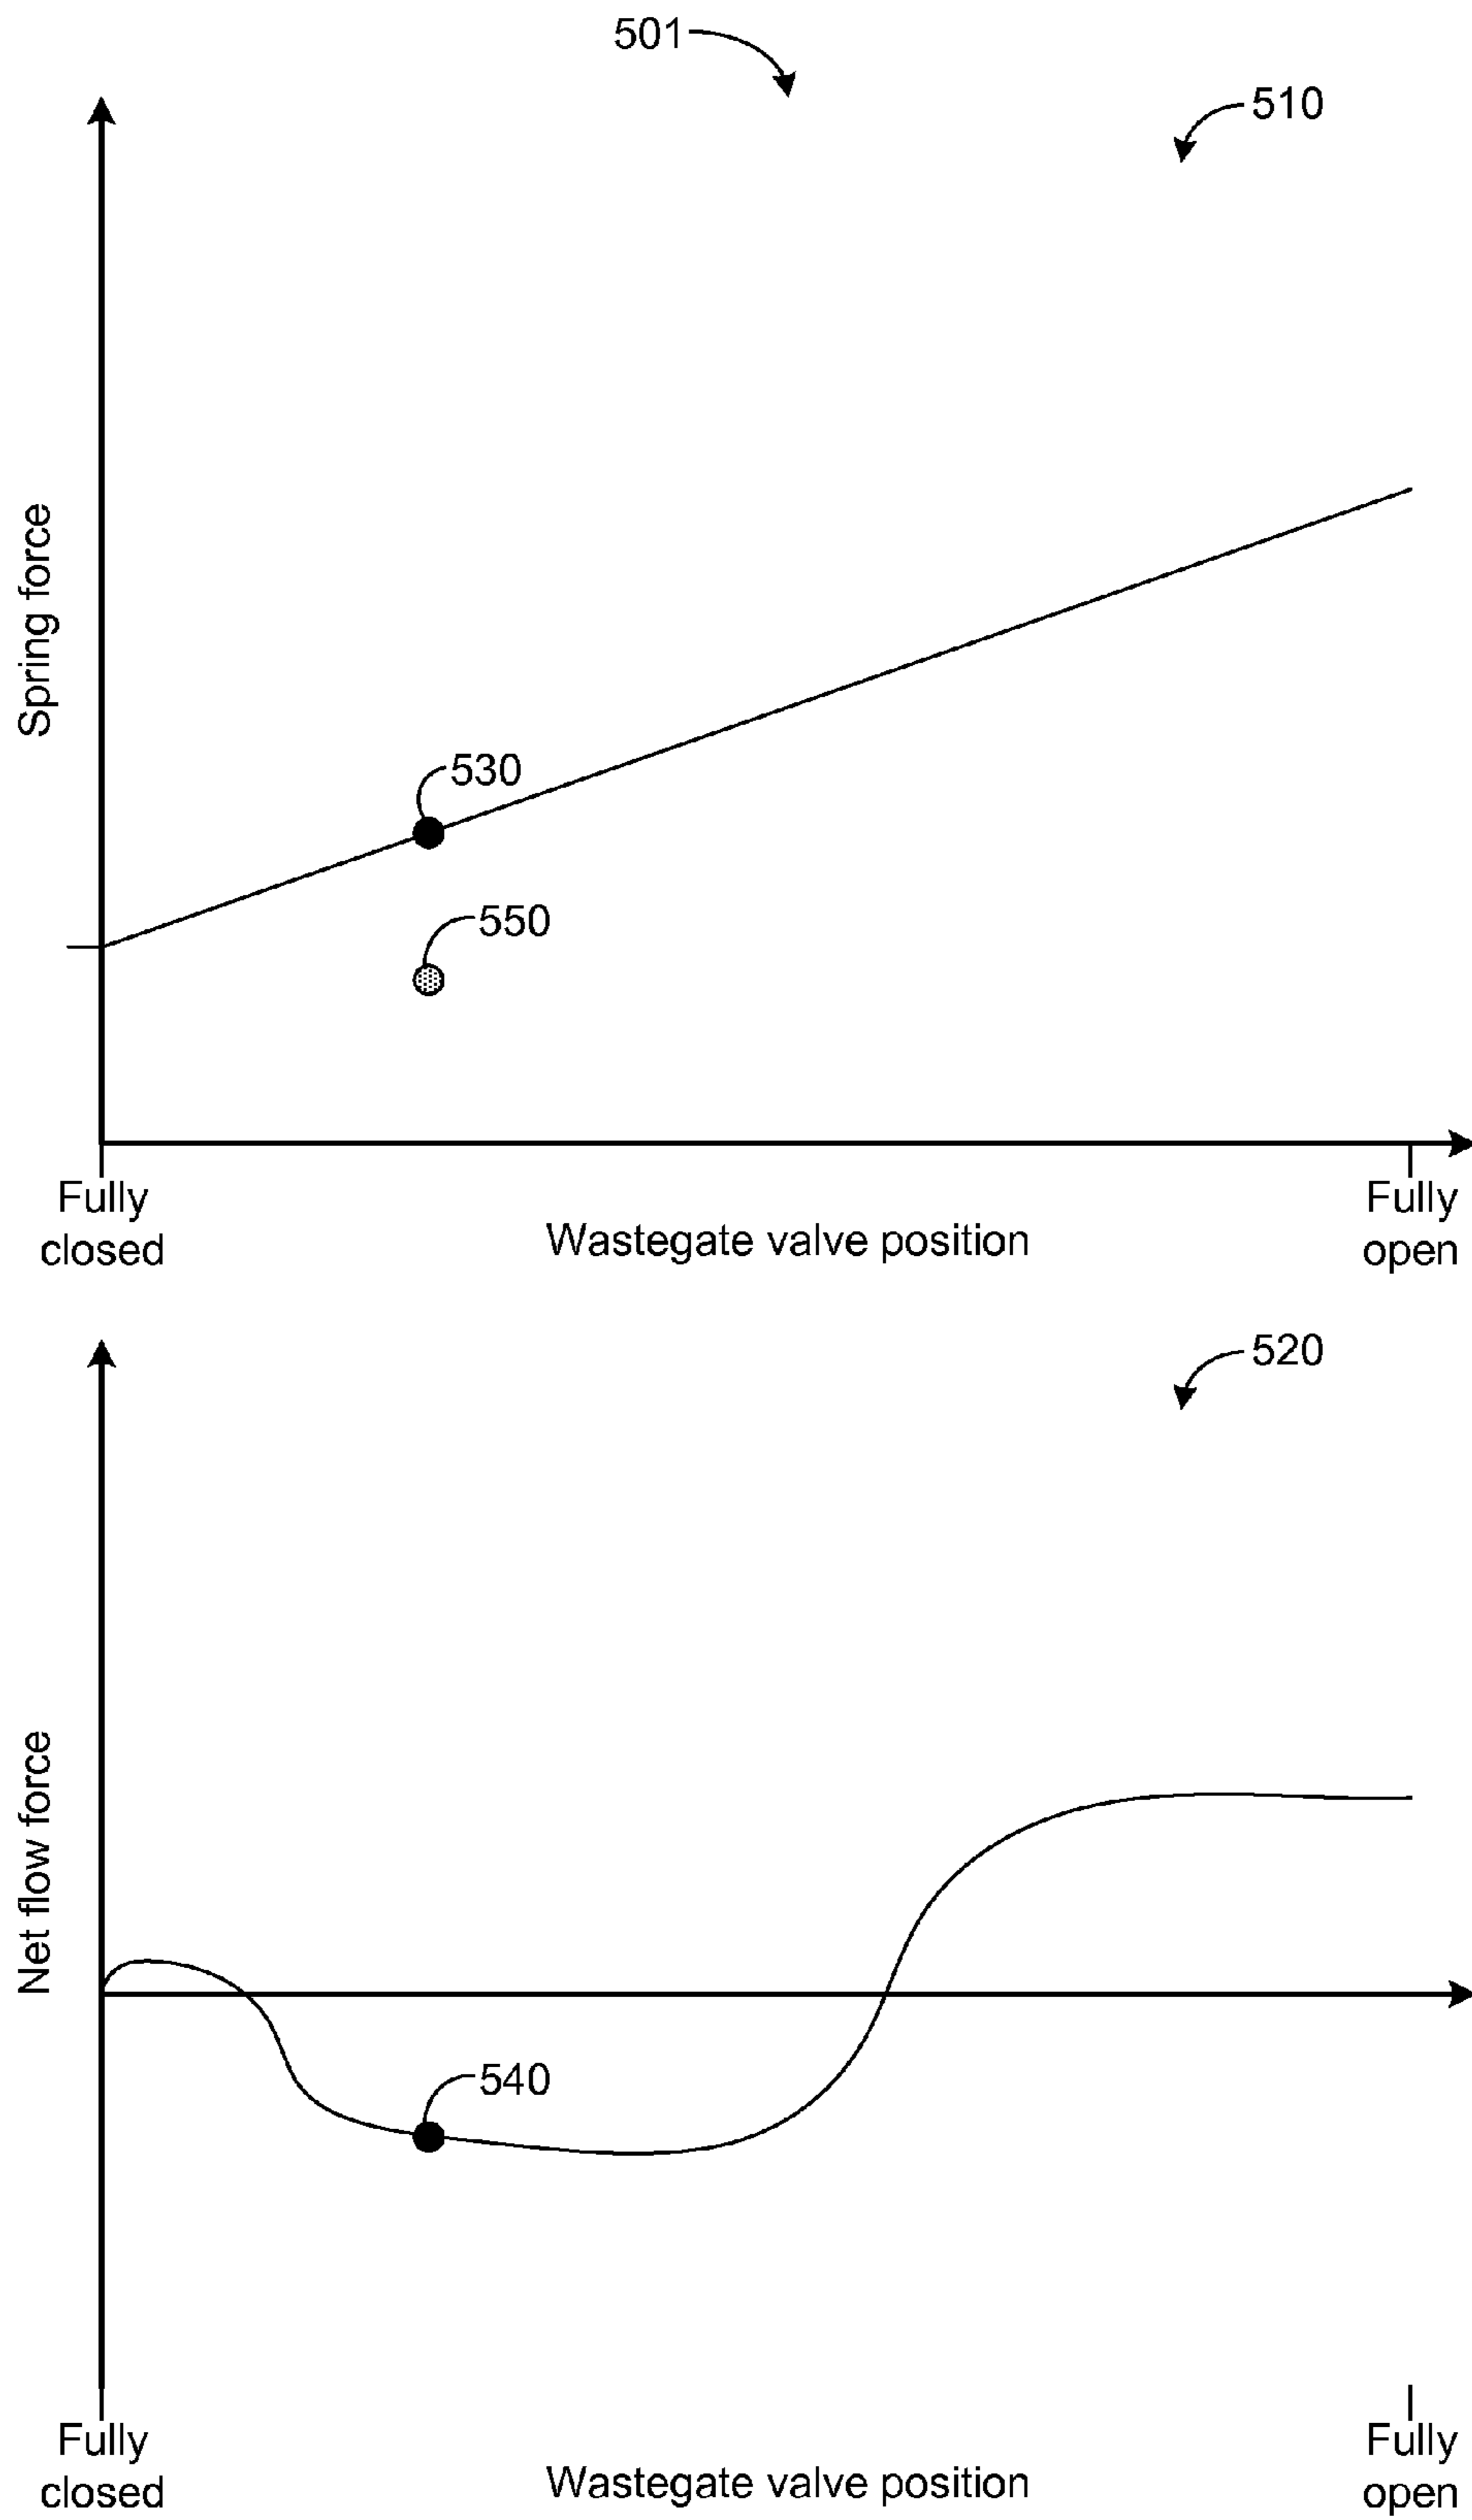 501
510
Spring force
530
550
Fully
closed
Wastegate valve position
Fully
open
520
Net flow force
540
Fully
closed
Wastegate valve position
Fully
open